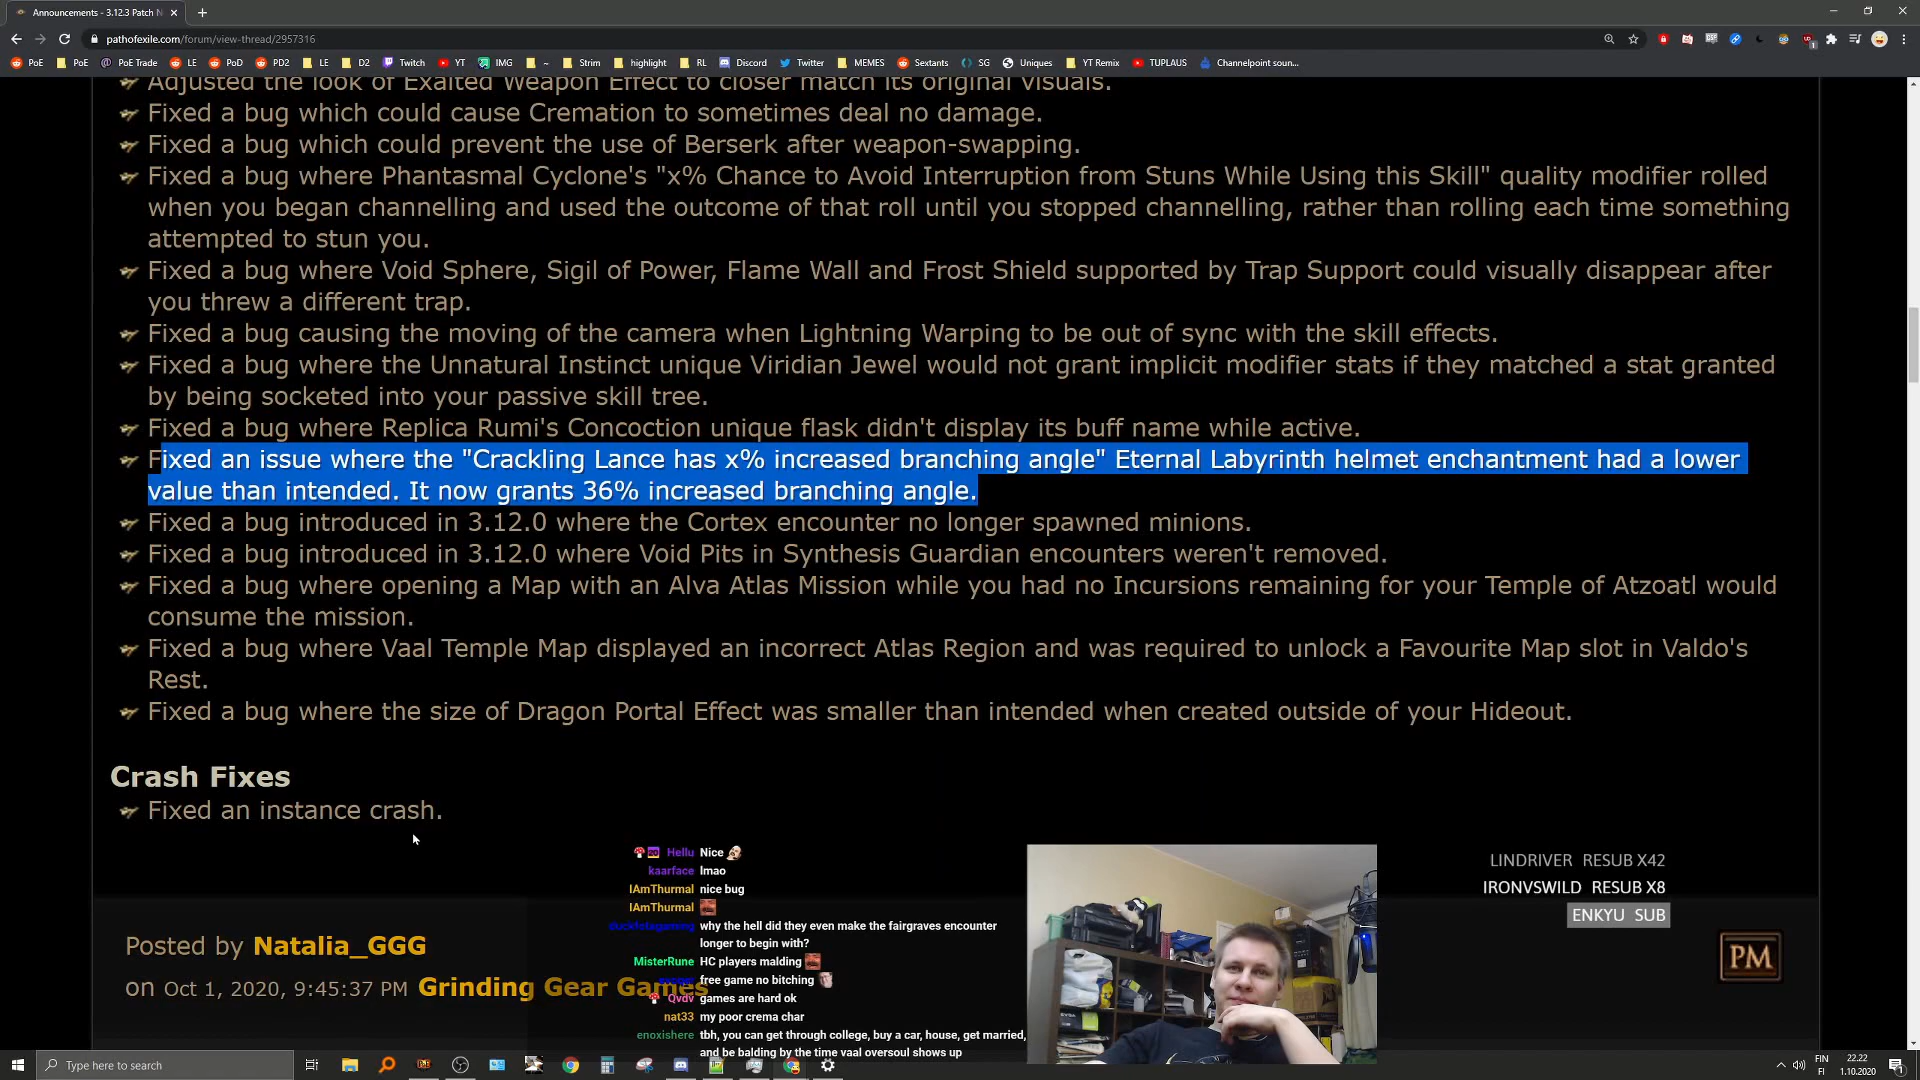 Announcements - 3.12.3 Patch N
pathofexile.com/forum/view-thread/2957316
PoE PoE PoE Trade LE PoD PD2 LE D2 Twitch YT IMG ~ Strim highlight RL Discord Twitter MEMES Sextants SG Uniques YT Remix TUPLAUS Channelpoint soun...
Adjusted the look of Exalted Weapon Effect to closer match its original visuals.
Fixed a bug which could cause Cremation to sometimes deal no damage.
Fixed a bug which could prevent the use of Berserk after weapon-swapping.
Fixed a bug where Phantasmal Cyclone's "x% Chance to Avoid Interruption from Stuns While Using this Skill" quality modifier rolled
when you began channelling and used the outcome of that roll until you stopped channelling, rather than rolling each time something
attempted to stun you.
Fixed a bug where Void Sphere, Sigil of Power, Flame Wall and Frost Shield supported by Trap Support could visually disappear after
you threw a different trap.
Fixed a bug causing the moving of the camera when Lightning Warping to be out of sync with the skill effects.
Fixed a bug where the Unnatural Instinct unique Viridian Jewel would not grant implicit modifier stats if they matched a stat granted
by being socketed into your passive skill tree.
Fixed a bug where Replica Rumi's Concoction unique flask didn't display its buff name while active.
Fixed an issue where the "Crackling Lance has x% increased branching angle" Eternal Labyrinth helmet enchantment had a lower
value than intended. It now grants 36% increased branching angle.
Fixed a bug introduced in 3.12.0 where the Cortex encounter no longer spawned minions.
Fixed a bug introduced in 3.12.0 where Void Pits in Synthesis Guardian encounters weren't removed.
Fixed a bug where opening a Map with an Alva Atlas Mission while you had no Incursions remaining for your Temple of Atzoatl would
consume the mission.
Fixed a bug where Vaal Temple Map displayed an incorrect Atlas Region and was required to unlock a Favourite Map slot in Valdo's
Rest.
Fixed a bug where the size of Dragon Portal Effect was smaller than intended when created outside of your Hideout.
Crash Fixes
Fixed an instance crash.
Posted by Natalia_GGG
on Oct 1, 2020, 9:45:37 PM Grinding Gear Games
Hellu Nice
kaarface lmao
IAmThurmal nice bug
IAmThurmal
why the hell did they even make the fairgraves encounter
longer to begin with?
MisterRune HC players malding
free game no bitching
Qvdv games are hard ok
nat33 my poor crema char
enoxishere tbh, you can get through college, buy a car, house, get married,
and be balding by the time vaal oversoul shows up
LINDRIVER RESUB X42
IRONVSWILD RESUB X8
ENKYU SUB
PM
Type here to search
FIN
FI
22.22
1.10.2020